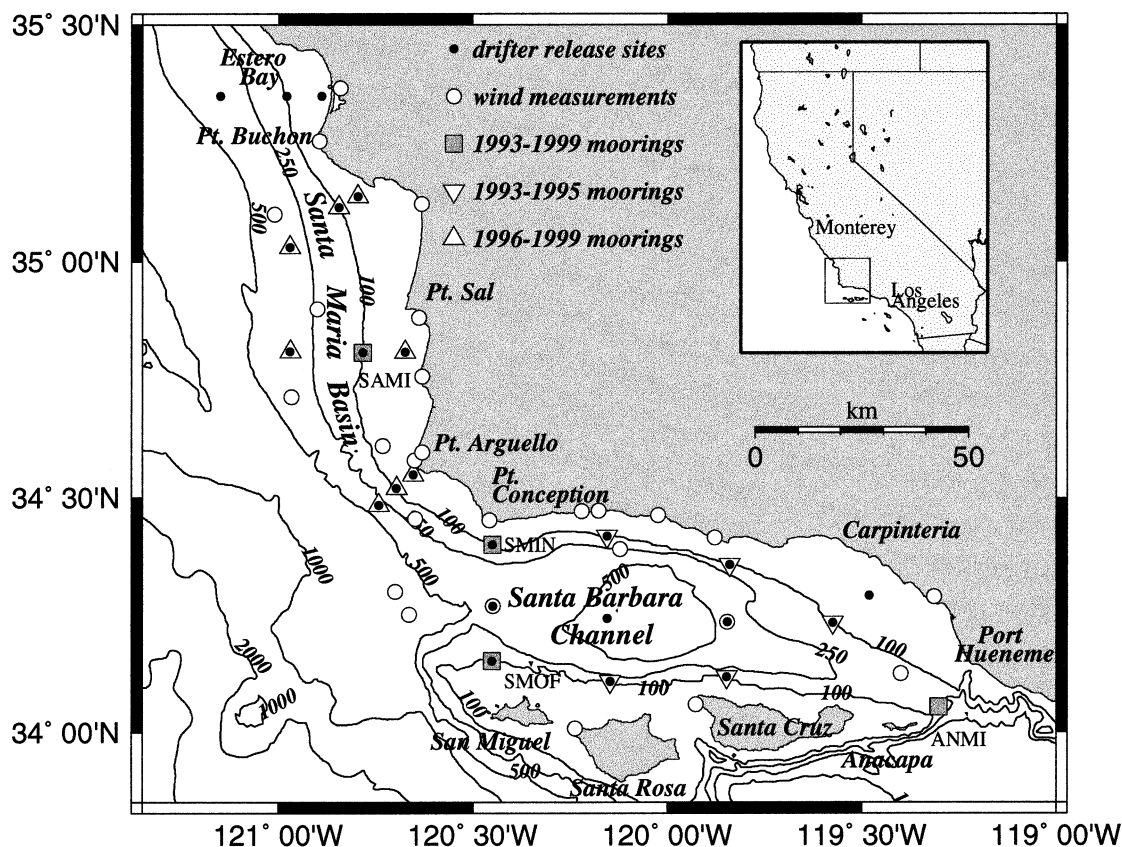 35° 30'N
35° 00'N
34° 30'N
34° 00'N
Estero
Bay
Pt. Buchon
drifter release sites
wind measurements
1993-1999 moorings
1993-1995 moorings
1996-1999 moorings
Monterey
Los
Angeles
250
500
Santa
Maria
Basin
100
Pt. Sal
SAMI
km
0 50
Pt. Arguello
Pt.
Conception
100
50
SMIN
500
1000
500
Carpinteria
Santa Barbara
Channel
2000
1000
250
100
Port
Hueneme
SMOF
100
100
100
San Miguel
Santa Cruz
ANMI
Anacapa
500
Santa Rosa
1
121° 00'W 120° 30'W 120° 00'W 119° 30'W 119° 00'W